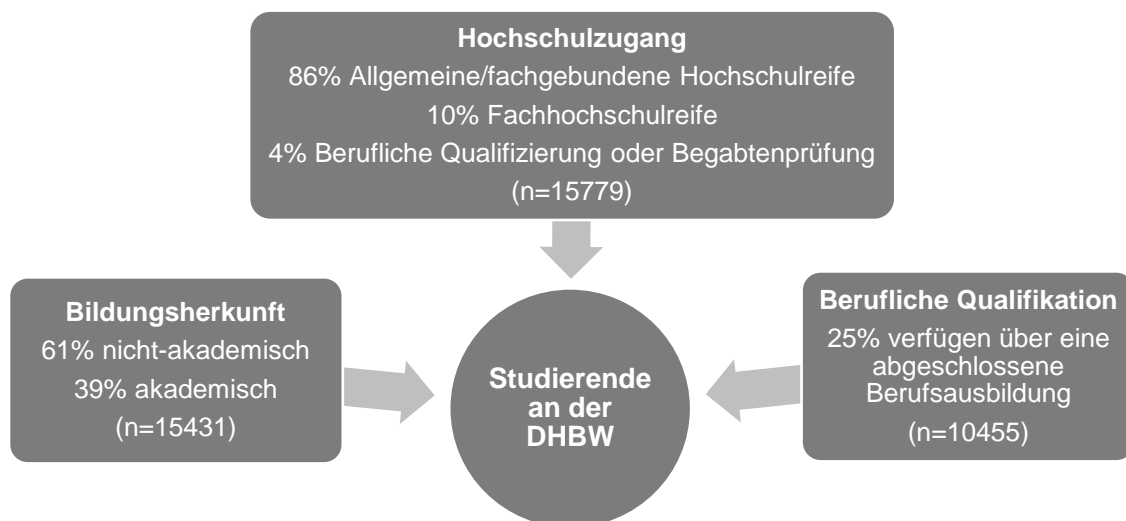 Hochschulzugang
86% Allgemeine/fachgebundene Hochschulreife
10% Fachhochschulreife
4% Berufliche Qualifizierung oder Begabtenprüfung
(n=15779)
Bildungsherkunft
61% nicht-akademisch
39% akademisch
(n=15431)
Studierende
an der
DHBW
Berufliche Qualifikation
25% verfügen über eine
abgeschlossene
Berufsausbildung
(n=10455)